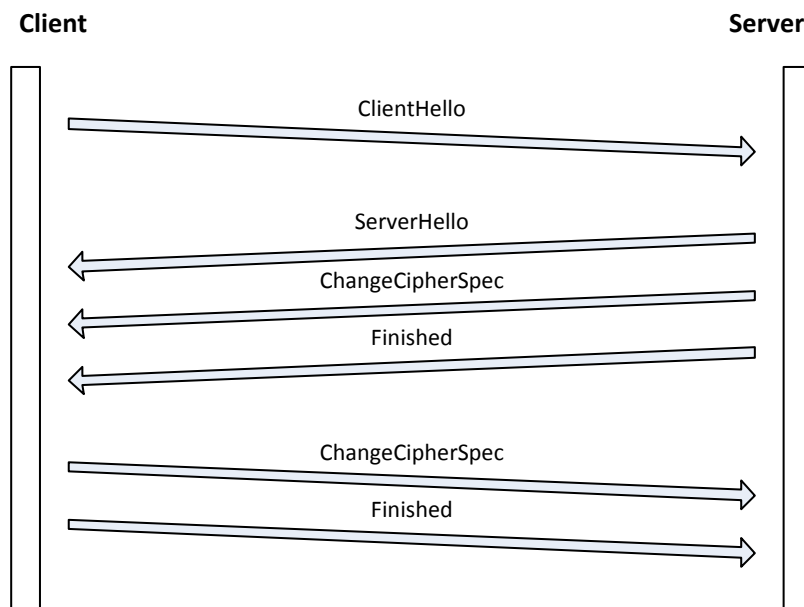 Client
Server
ClientHello
ServerHello
ChangeCipherSpec
Finished
ChangeCipherSpec
Finished